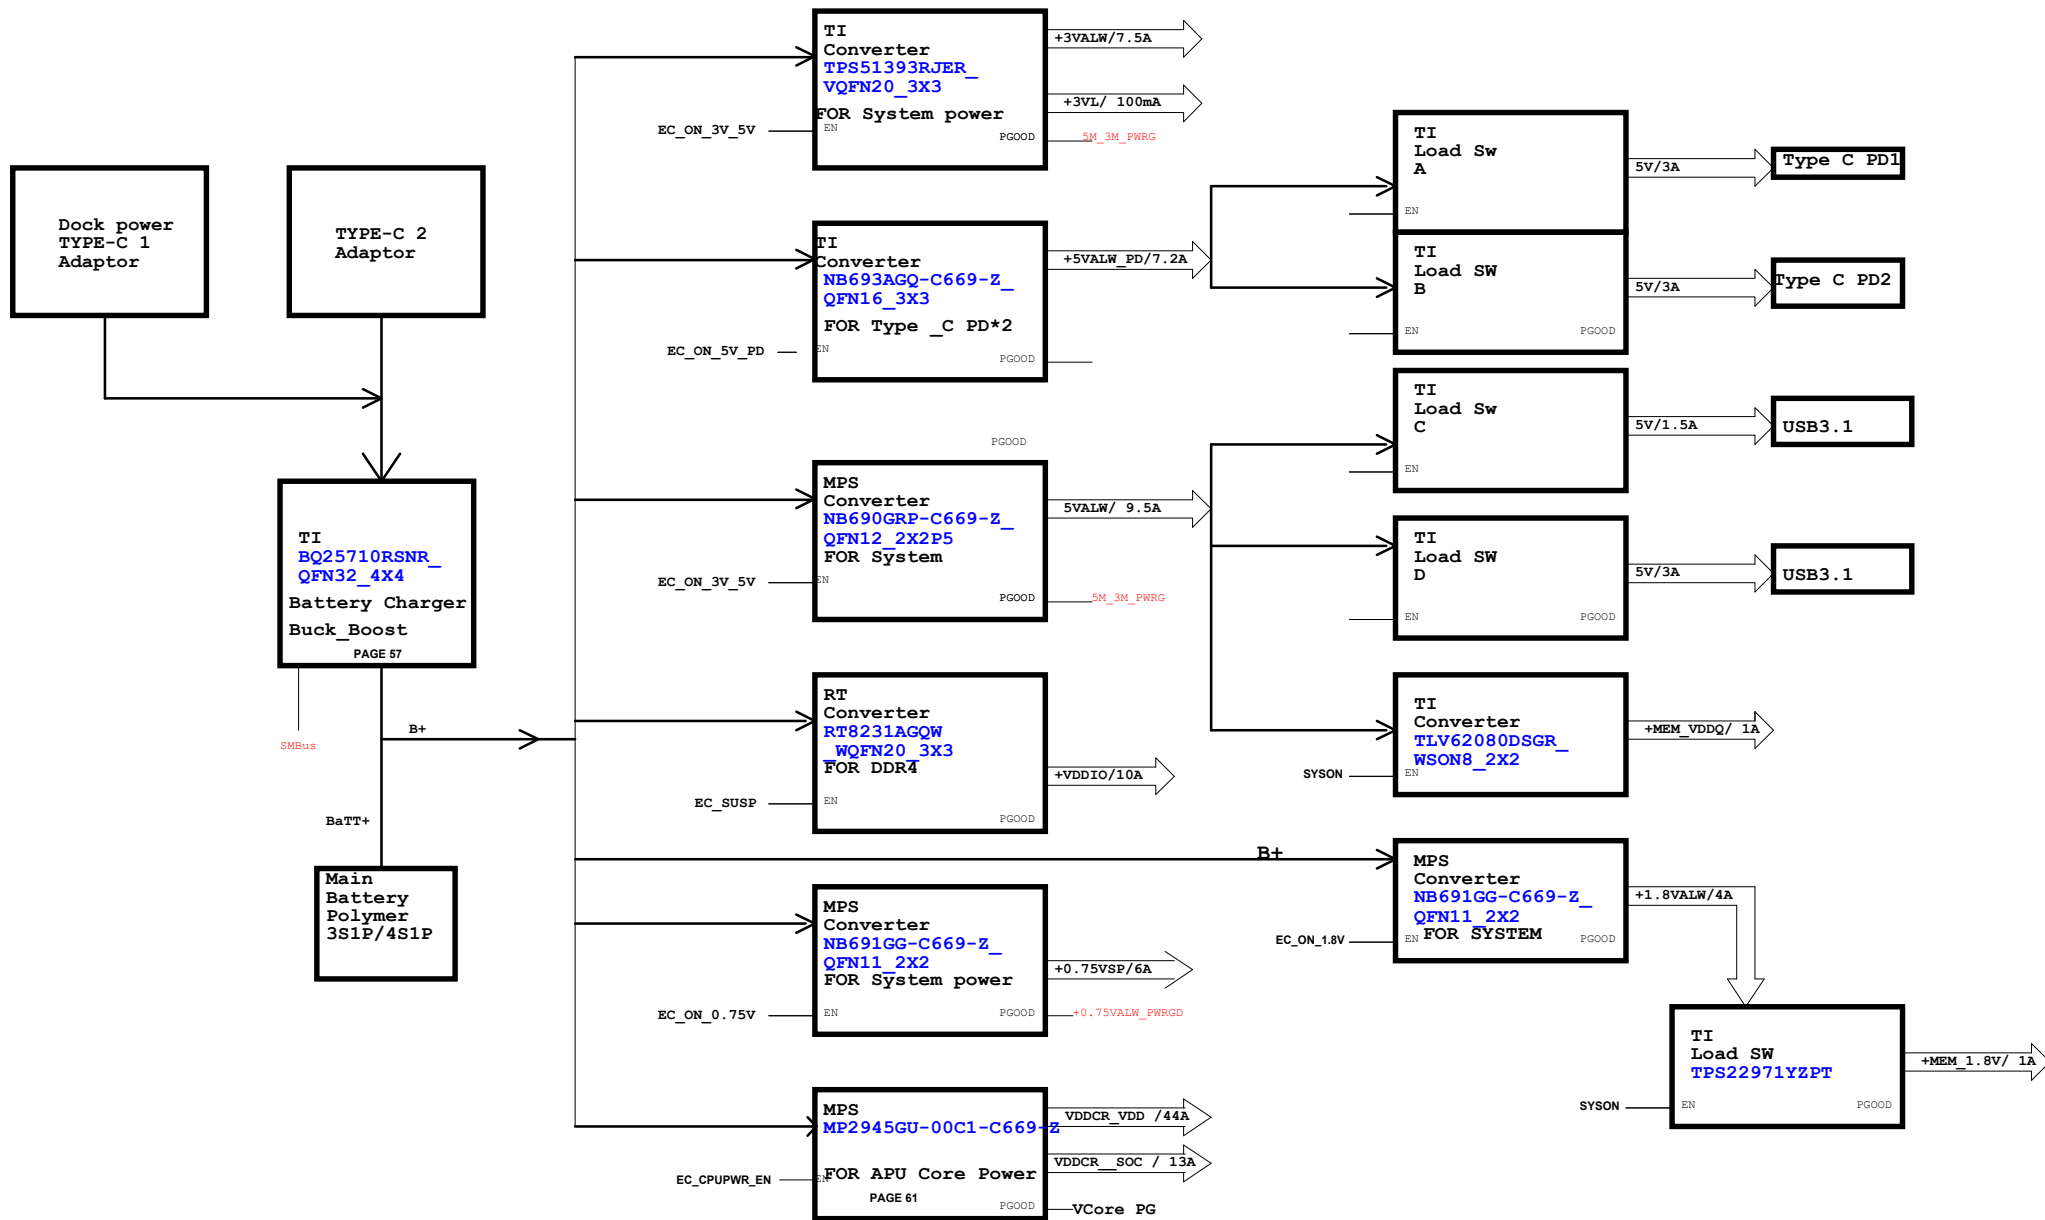 Dock power
TYPE-C 1
Adaptor
TYPE-C 2
Adaptor
TI
BQ25710RSNR_
QFN32_4X4
Battery Charger
Buck_Boost
PAGE 57
SMBus
B+
BaTT+
Main
Battery
Polymer
3S1P/4S1P
TI
Converter
TPS51393RJER_
VQFN20_3X3
FOR System power
EC_ON_3V_5V
EN
PGOOD
+3VALW/7.5A
+3VL/ 100mA
5M_3M_PWRG
TI
Converter
NB693AGQ-C669-Z_
QFN16_3X3
FOR Type _C PD*2
EC_ON_5V_PD
EN
PGOOD
+5VALW_PD/7.2A
PGOOD
MPS
Converter
NB690GRP-C669-Z_
QFN12_2X2P5
FOR System
EC_ON_3V_5V
EN
PGOOD
5VALW/ 9.5A
5M_3M_PWRG
RT
Converter
RT8231AGQW
_WQFN20_3X3
FOR DDR4
EC_SUSP
EN
PGOOD
+VDDIO/10A
B+
MPS
Converter
NB691GG-C669-Z_
QFN11_2X2
FOR System power
EC_ON_0.75V
EN
PGOOD
+0.75VSP/6A
+0.75VALW_PWRGD
MPS
MP2945GU-00C1-C669-Z
FOR APU Core Power
PAGE 61
EC_CPUPWR_EN
EN
PGOOD
VDDCR_VDD /44A
VDDCR__SOC / 13A
VCore PG
TI
Load Sw
A
EN
5V/3A
Type C PD1
TI
Load SW
B
EN
PGOOD
5V/3A
Type C PD2
TI
Load Sw
C
EN
5V/1.5A
USB3.1
TI
Load SW
D
EN
PGOOD
5V/3A
USB3.1
TI
Converter
TLV62080DSGR_
WSON8_2X2
SYSON
EN
+MEM_VDDQ/ 1A
MPS
Converter
NB691GG-C669-Z_
QFN11_2X2
FOR SYSTEM
EC_ON_1.8V
EN
PGOOD
+1.8VALW/4A
TI
Load SW
TPS22971YZPT
SYSON
EN
PGOOD
+MEM_1.8V/ 1A